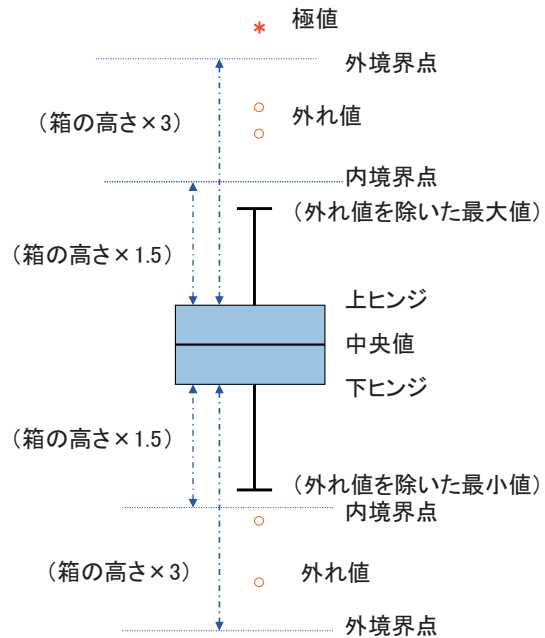 極値
外境界点
(箱の高さ×3)
外れ値
内境界点
(外れ値を除いた最大値)
(箱の高さ×1.5)
上ヒンジ
中央値
下ヒンジ
(箱の高さ×1.5)
(外れ値を除いた最小値)
内境界点
(箱の高さ×3)
外れ値
外境界点